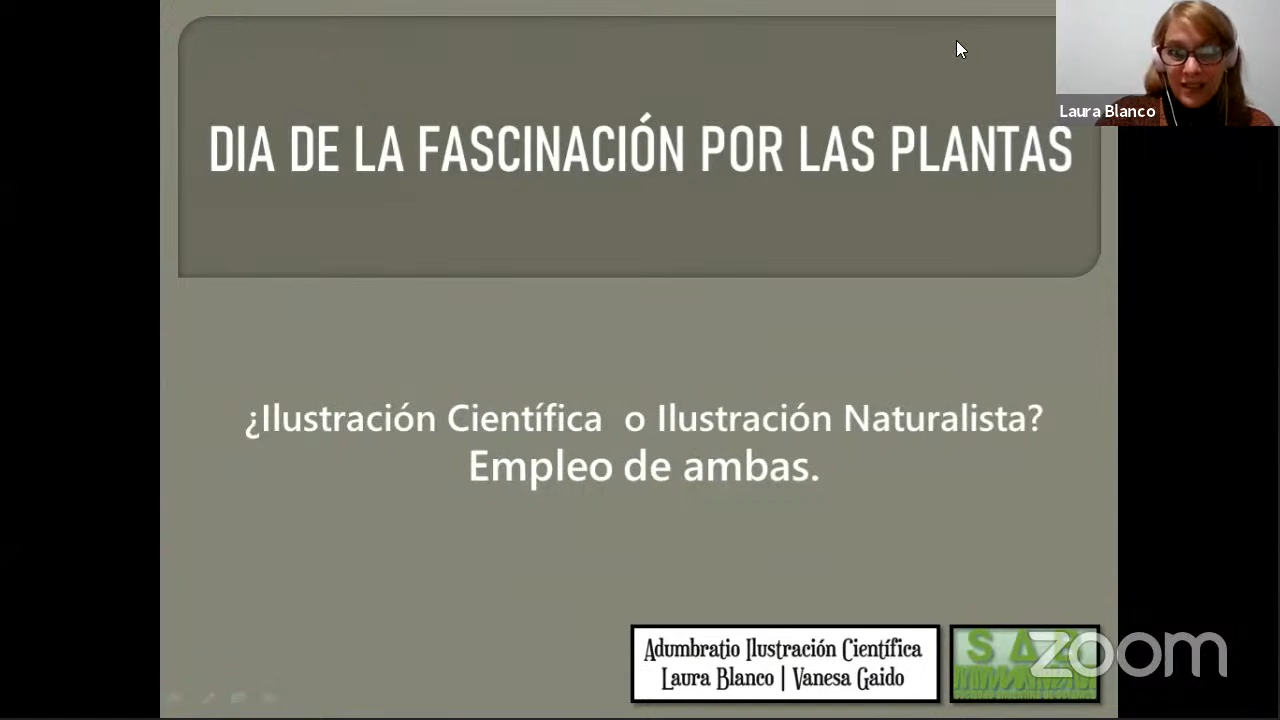 DIA DE LA FASCINACIÓN POR LAS PLANTAS
Laura Blanco
¿Ilustración Científica o Ilustración Naturalista?
Empleo de ambas.
Adumbratio Ilustración Científica
Laura Blanco | Vanesa Gaido
SAB
zoom